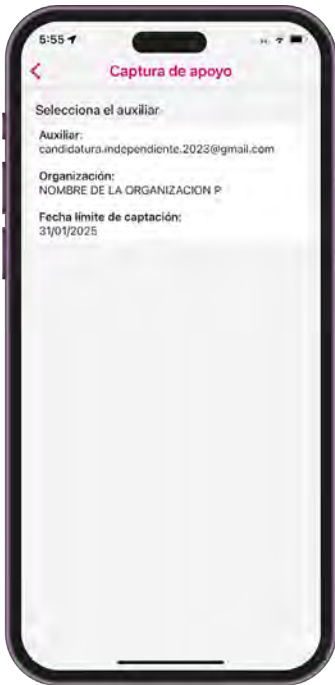 5:55
Captura de apoyo
Selecciona el auxiliar
Auxiliar:
candidatura.independiente.2023@gmail.com
Organización:
NOMBRE DE LA ORGANIZACION P
Fecha límite de captación:
31/01/2025